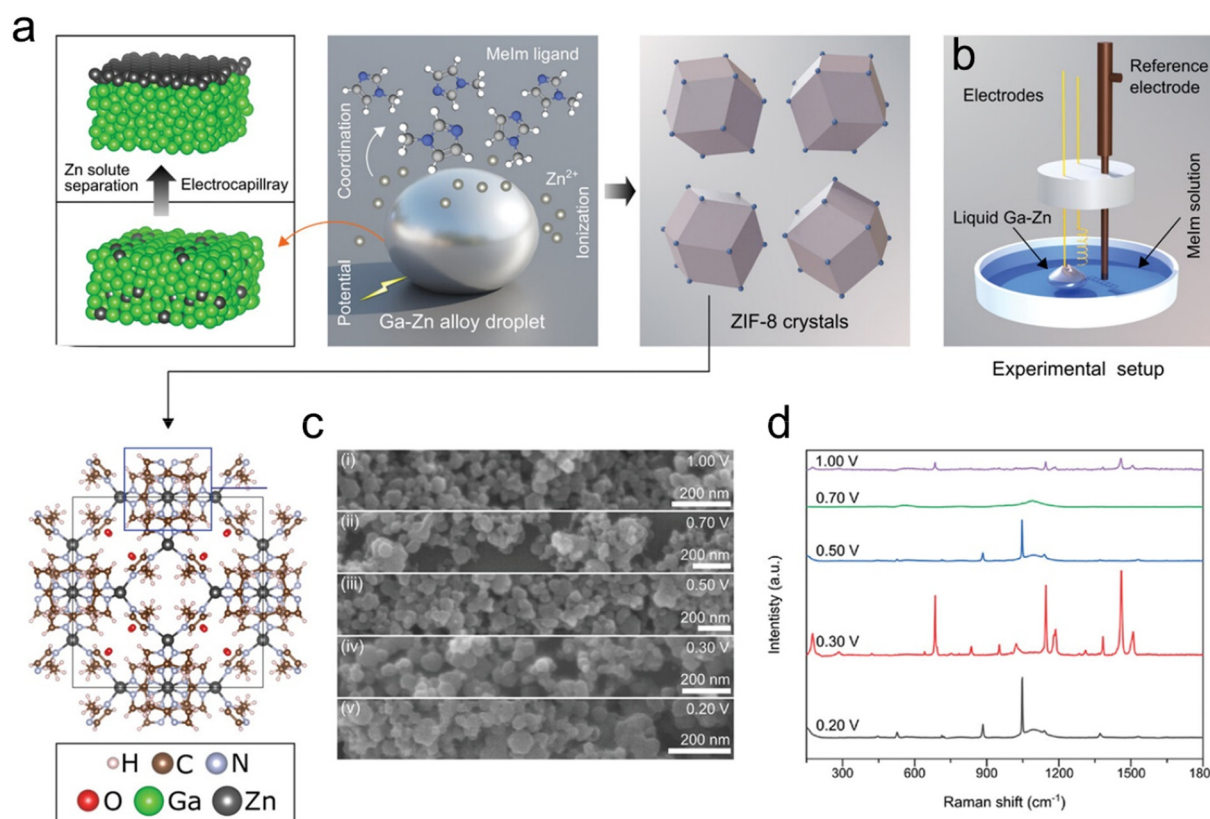 a
Zn solute
separation
Electrocapillray
Coordination
MeIm ligand
Zn²⁺
Ionization
Potential
Ga-Zn alloy droplet
ZIF-8 crystals
b
Electrodes
Reference
electrode
Liquid Ga-Zn
MeIm solution
Experimental setup
H C N
O Ga Zn
c
(i) 1.00 V
200 nm
(ii) 0.70 V
200 nm
(iii) 0.50 V
200 nm
(iv) 0.30 V
200 nm
(v) 0.20 V
200 nm
d
Intentisty (a.u.)
1.00 V
0.70 V
0.50 V
0.30 V
0.20 V
300 600 900 1200 1500 180
Raman shift (cm⁻¹)